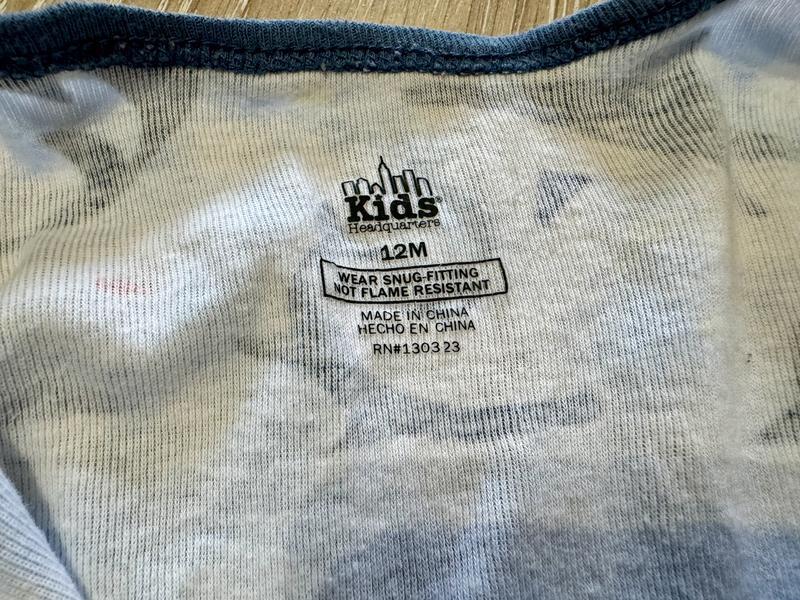 Kids®
Headquarters
12M
WEAR SNUG-FITTING
NOT FLAME RESISTANT
MADE IN CHINA
HECHO EN CHINA
RN#130323